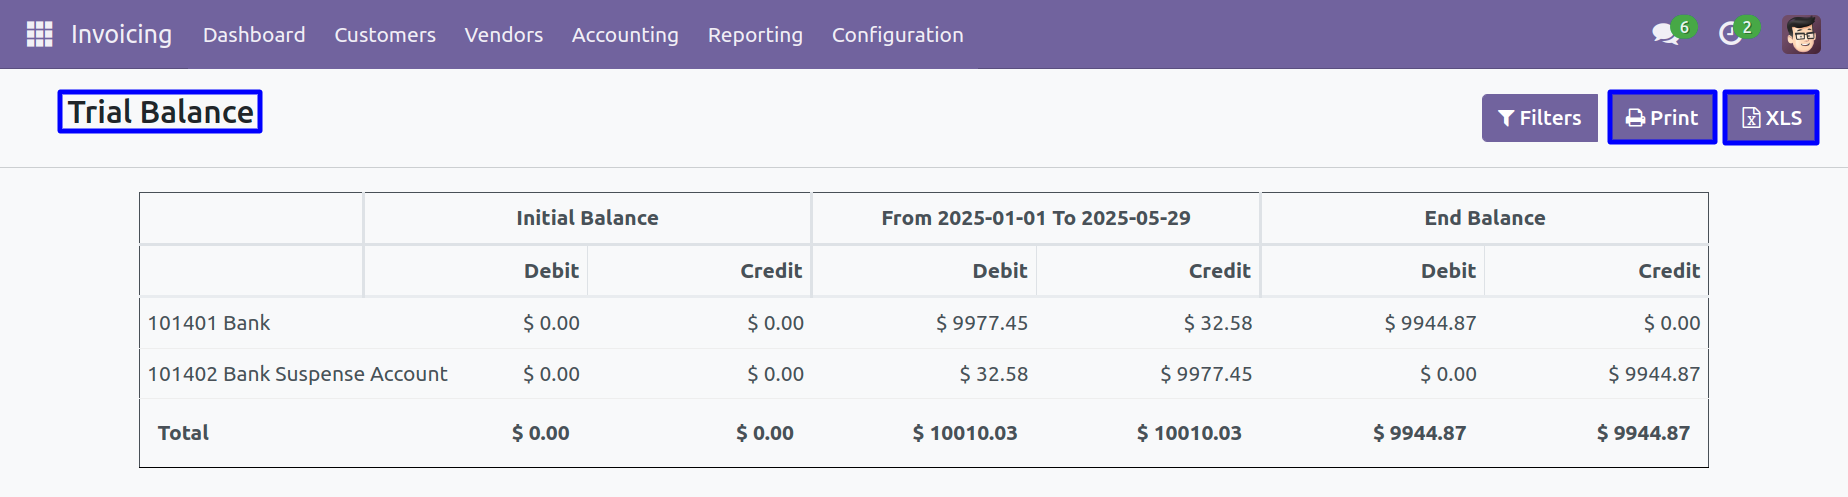 Invoicing Dashboard Customers Vendors Accounting Reporting Configuration 6 2
Trial Balance Filters Print XLS
Initial Balance From 2025-01-01 To 2025-05-29 End Balance
Debit Credit Debit Credit Debit Credit
101401 Bank $ 0.00 $ 0.00 $ 9977.45 $ 32.58 $ 9944.87 $ 0.00
101402 Bank Suspense Account $ 0.00 $ 0.00 $ 32.58 $ 9977.45 $ 0.00 $ 9944.87
Total $ 0.00 $ 0.00 $ 10010.03 $ 10010.03 $ 9944.87 $ 9944.87